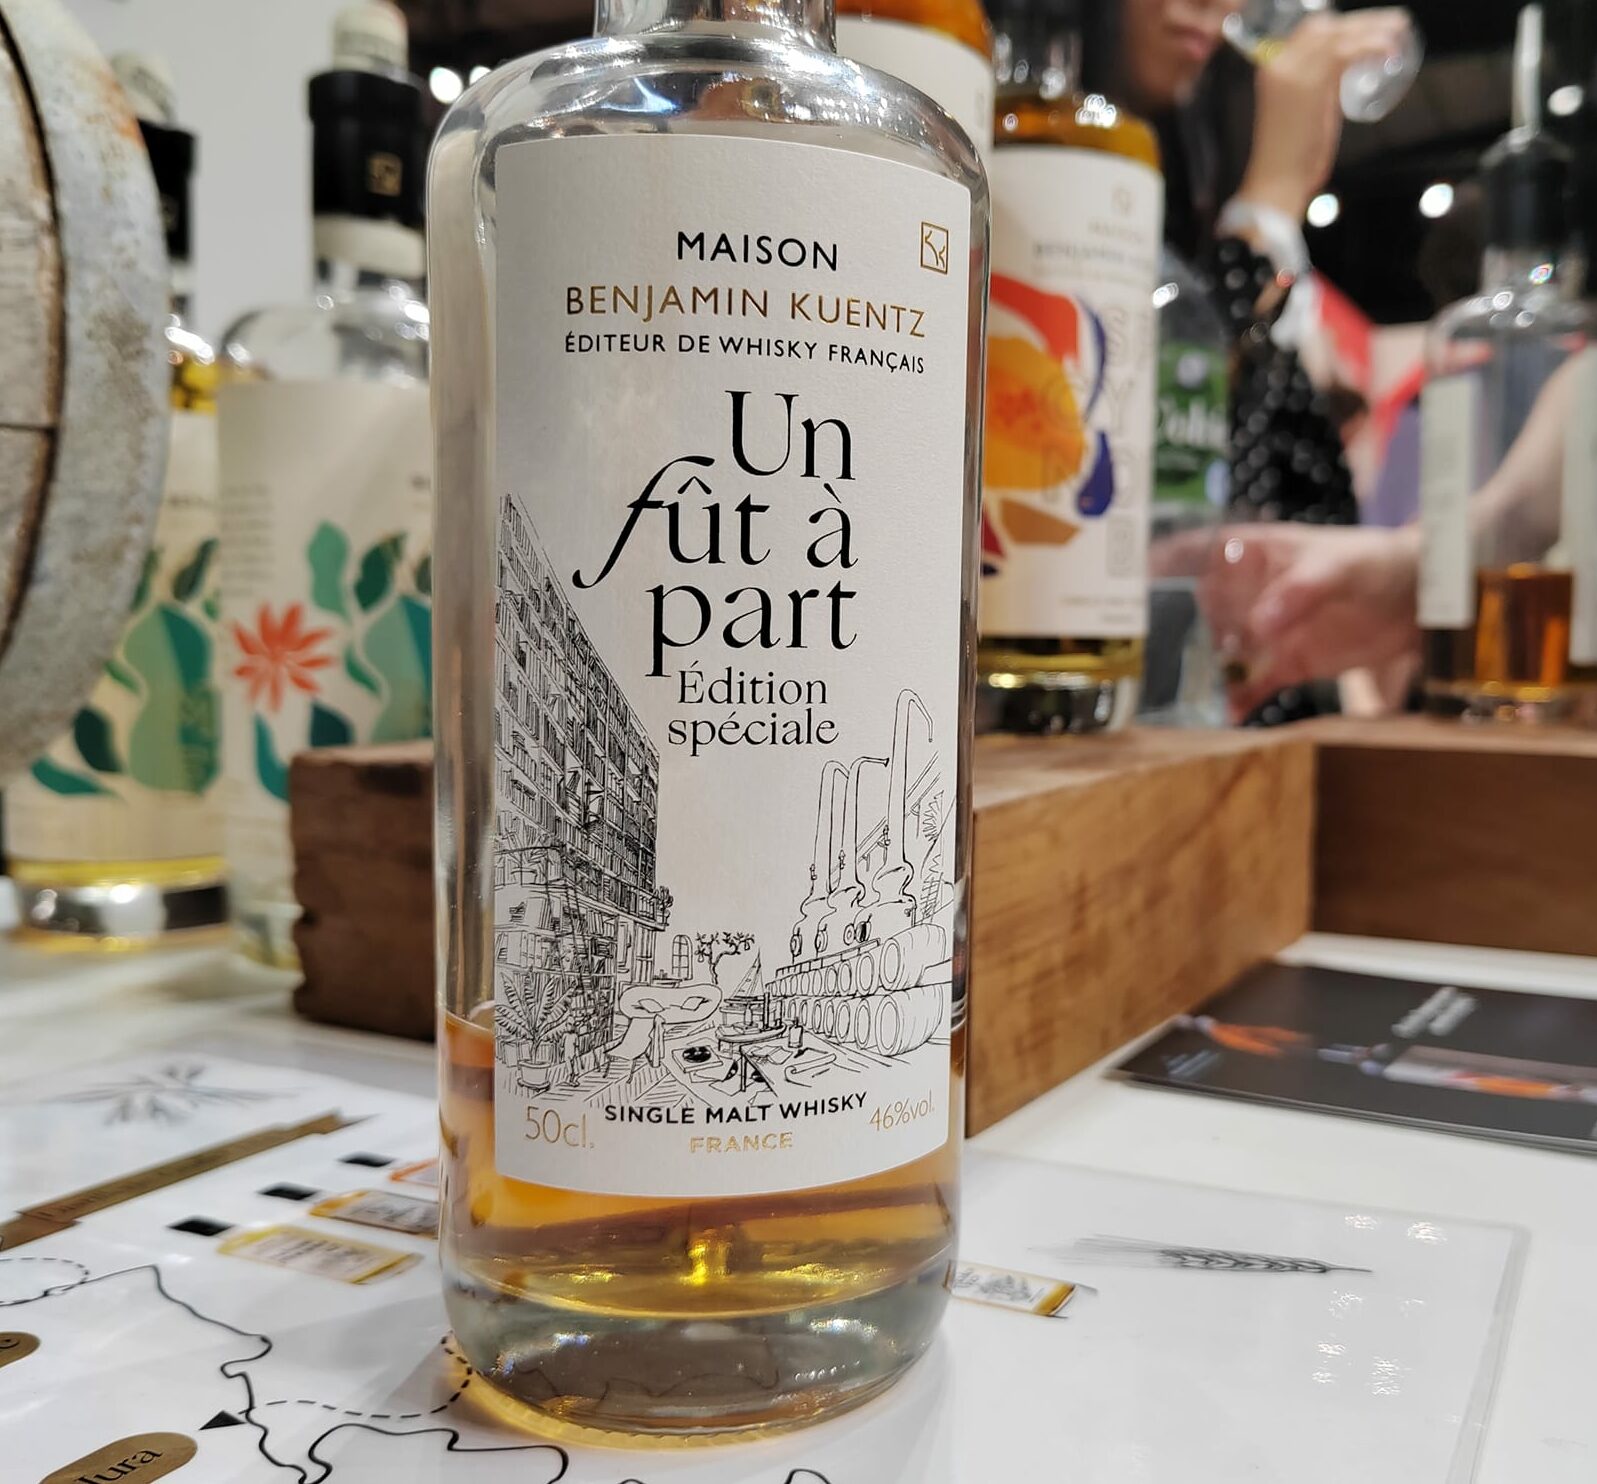 MAISON
BENJAMIN KUENTZ
ÉDITEUR DE WHISKY FRANÇAIS
Un
fût à
part
Édition
spéciale
50cl.
SINGLE MALT WHISKY
46%vol.
FRANCE
Jura